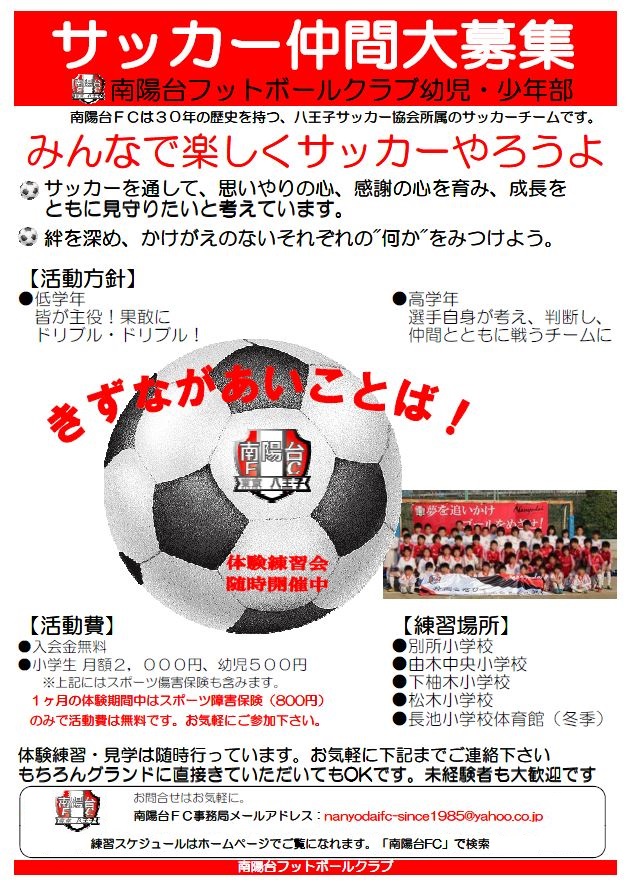 サッカー仲間大募集
南陽台フットボールクラブ幼児・少年部
南陽台ＦＣは３０年の歴史を持つ、八王子サッカー協会所属のサッカーチームです。
みんなで楽しくサッカーやろうよ
サッカーを通して、思いやりの心、感謝の心を育み、成長を
ともに見守りたいと考えています。
絆を深め、かけがえのないそれぞれの"何か"をみつけよう。
【活動方針】
●低学年
皆が主役！果敢に
ドリブル・ドリブル！
●高学年
選手自身が考え、判断し、
仲間とともに戦うチームに
きずながあいことば！
南陽台
FC
東京 八王子
夢を追いかけ
ゴールをめざせ！
体験練習会
随時開催中
【活動費】
●入会金無料
●小学生 月額２，０００円、幼児５００円
※上記にはスポーツ傷害保険も含みます。
１ヶ月の体験期間中はスポーツ障害保険（800円）
のみで活動費は無料です。お気軽にご参加下さい。
【練習場所】
●別所小学校
●由木中央小学校
●下柚木小学校
●松木小学校
●長池小学校体育館（冬季）
体験練習・見学は随時行っています。お気軽に下記までご連絡下さい
もちろんグランドに直接きていただいてもOKです。未経験者も大歓迎です
南陽台
FC
お問合せはお気軽に。
南陽台ＦＣ事務局メールアドレス：nanyodaifc-since1985@yahoo.co.jp
練習スケジュールはホームページでご覧になれます。「南陽台FC」で検索
南陽台フットボールクラブ